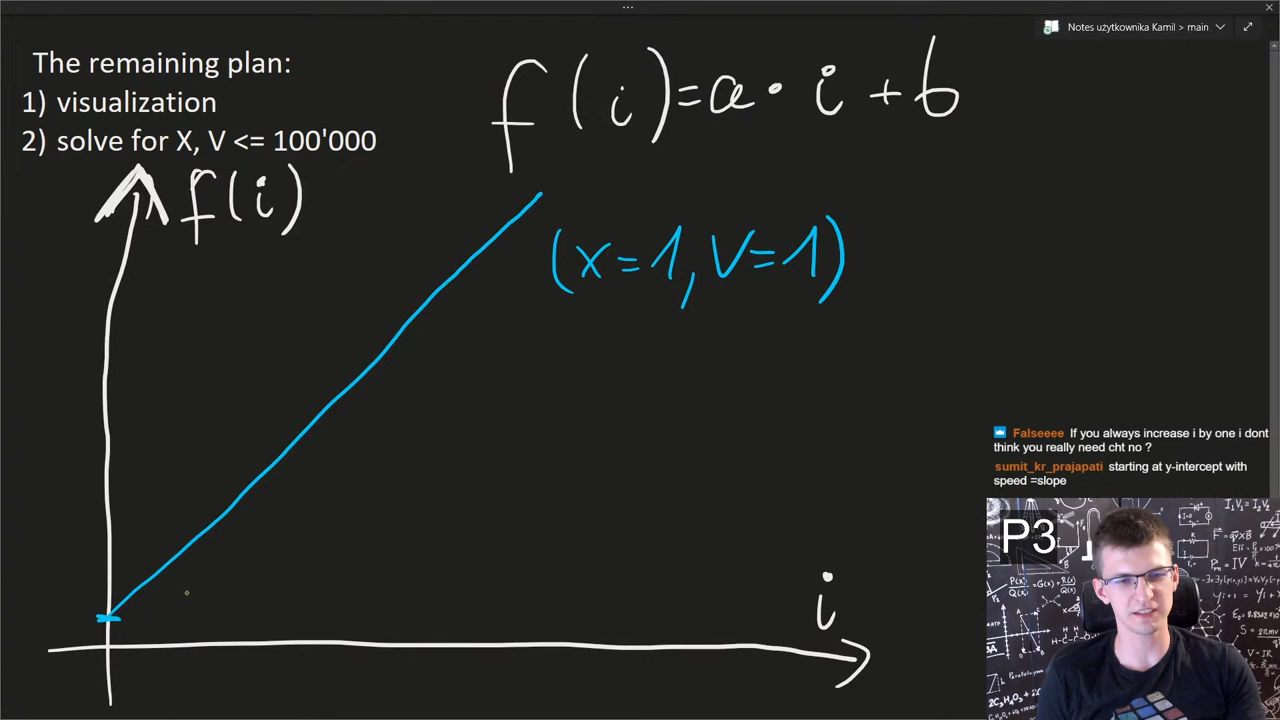 Notes użytkownika Kamil > main
The remaining plan:
1) visualization
2) solve for X, V <= 100'000
f(i)=a·i+b
f(i)
(x=1,V=1)
i
Falseeee If you always increase i by one i dont
think you really need cht no ?
sumit_kr_prajapati starting at y-intercept with
speed =slope
P3